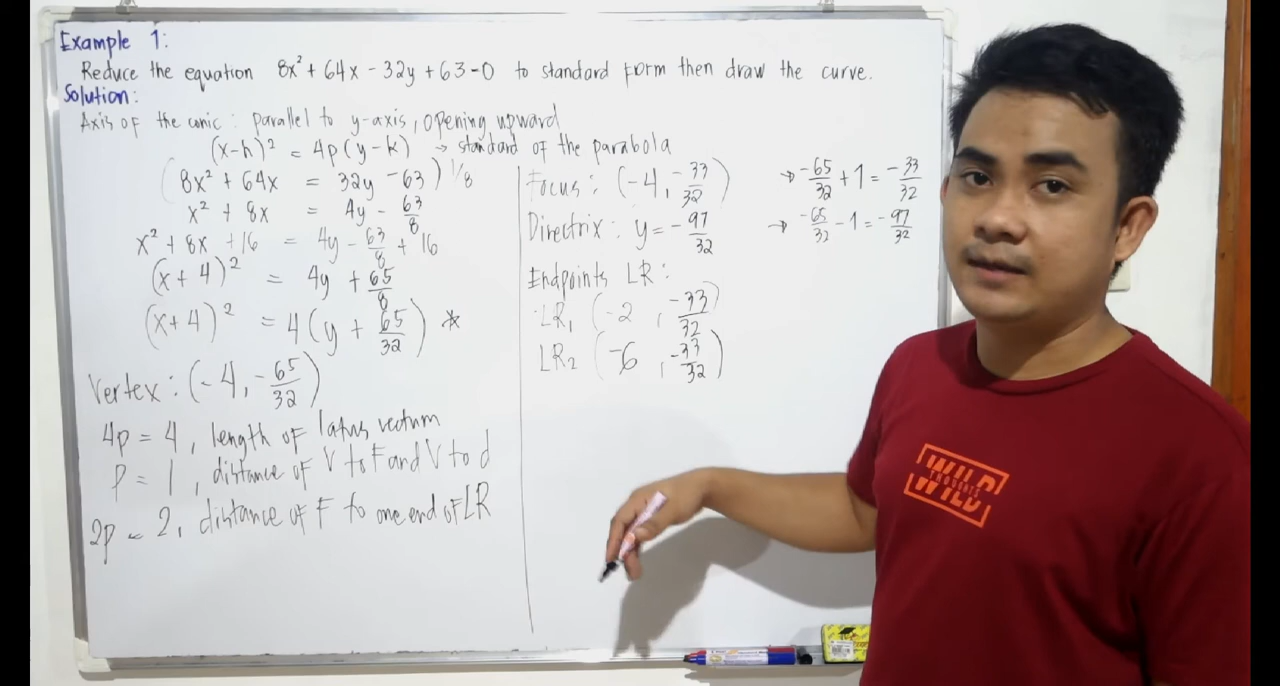 Example 1:
Reduce the equation 8x² + 64x - 32y + 63 - 0 to standard form then draw the curve.
Solution:
Axis of the conic: parallel to y-axis, opening upward
(x-h)² = 4p(y-k) → standard of the parabola
(8x² + 64x = 32y - 63) 1/8
x² + 8x = 4y - 63/8
x² + 8x + 16 = 4y - 63/8 + 16
(x + 4)² = 4y + 65/8
(x+4)² = 4(y + 65/32) *
Vertex: (-4, -65/32)
4p = 4, length of latus rectum
p = 1, distance of V to F and V to d
2p = 2, distance of F to one end of LR
Focus: (-4, -33/32) → -65/32 + 1 = -33/32
Directrix: y = -97/32 → -65/32 - 1 = -97/32
Endpoints LR:
LR₁ (-2, -33/32)
LR₂ (-6, -33/32)
WILD
THOUGHTS